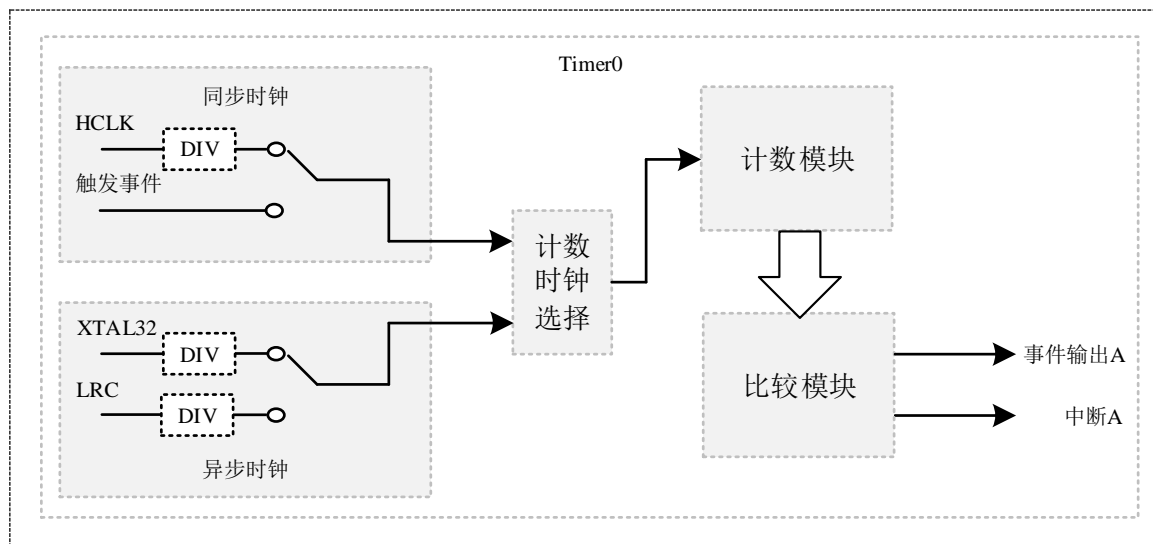 Timer0
同步时钟
HCLK
DIV
触发事件
XTAL32
DIV
LRC
DIV
异步时钟
计数
时钟
选择
计数模块
比较模块
事件输出A
中断A